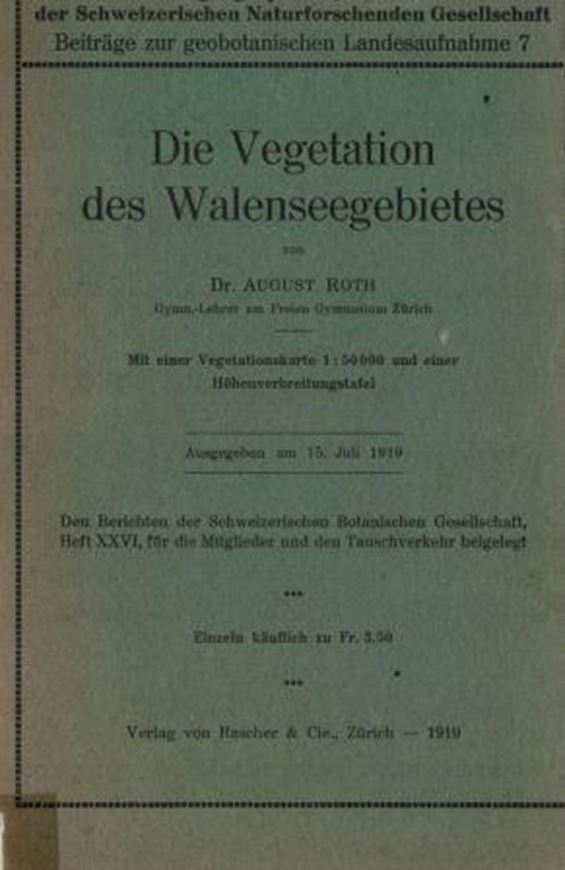 der Schweizerischen Naturforschenden Gesellschaft
Beiträge zur geobotanischen Landesaufnahme 7
Die Vegetation
des Walenseegebietes
von
Dr. AUGUST ROTH
Gymn.-Lehrer am Freien Gymnasium Zürich
Mit einer Vegetationskarte 1:50000 und einer
Höhenverbreitungstafel
Ausgegeben am 15. Juli 1919
Den Berichten der Schweizerischen Botanischen Gesellschaft,
Heft XXVI, für die Mitglieder und den Tauschverkehr beigelegt
Einzeln käuflich zu Fr. 3.50
Verlag von Rascher & Cie., Zürich — 1919